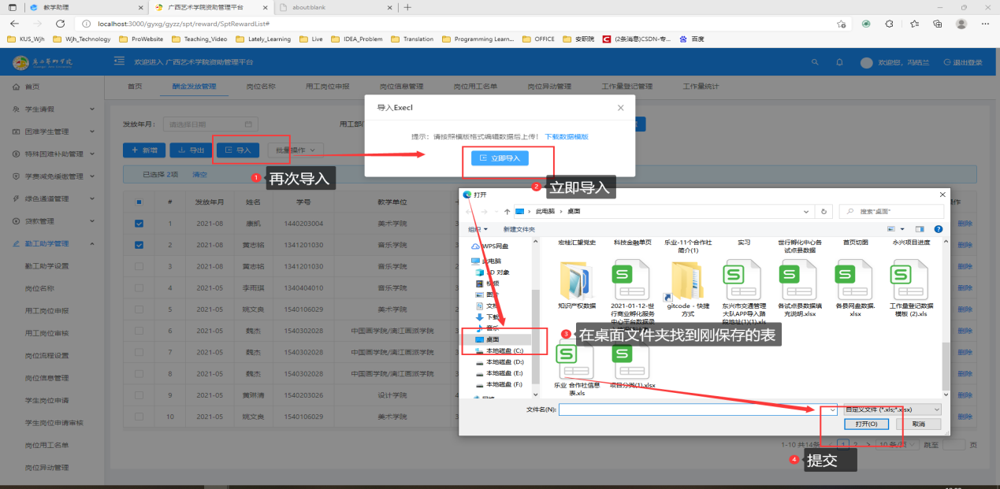 教学助理
广西艺术学院资助管理平台
about:blank
localhost:3000/gyxg/gyzz/spt/reward/SptRewardList#
KUS_Wjh
Wjh_Technology
ProWebsite
Teaching_Video
Lately_Learning
Live
IDEA_Problem
Translation
Programming Learn...
OFFICE
安职院
(2条消息)CSDN-专...
百度
欢迎进入 广西艺术学院资助管理平台
欢迎您，冯结兰
退出登录
首页
学生请假
困难学生管理
特殊困难补助管理
学费减免缓缴管理
绿色通道管理
贷款管理
勤工助学管理
勤工助学设置
岗位名称
用工岗位申报
用工岗位审核
岗位流程设置
岗位信息管理
学生岗位申请
学生岗位申请审核
岗位用工名单
岗位异动管理
首页
酬金发放管理
岗位名称
用工岗位申报
岗位信息管理
岗位用工名单
岗位异动管理
工作量登记管理
工作量统计
发放年月：
请选择日期
用工部门
新增
导出
导入
批量操作
已选择 2项
清空
1
再次导入
导入Execl
提示：请按照模版格式编辑数据后上传！
下载数据模版
立即导入
2
立即导入
# 发放年月 姓名 学号 教学单位
1 2021-08 康凯 1440203004 美术学院
2 2021-08 黄志铭 1341201030 音乐学院
3 2021-08 黄志铭 1341201030 音乐学院
4 2021-08 李雨琪 1340404010 音乐学院
5 2021-05 姚文良 1540106029 美术学院
6 2021-05 魏杰 1540302028 中国画学院/漓江画派学院
7 2021-05 魏杰 1540302028 中国画学院/漓江画派学院
8 2021-05 魏杰 1540302028 中国画学院/漓江画派学院
9 2021-05 黄琳清 1540203026 设计学院
10 2021-05 姚文良 1540106029 美术学院
操作
删除
删除
删除
删除
删除
删除
删除
删除
删除
删除
打开
此电脑
桌面
搜索"桌面"
组织
新建文件夹
WPS网盘
此电脑
3D 对象
视频
图片
文档
下载
音乐
桌面
本地磁盘 (C:)
本地磁盘 (D:)
本地磁盘 (E:)
本地磁盘 (F:)
网络
宏桂汇望党史
科技金融单页
乐业-11个合作社
简介(1)
实习
世行孵化中心各
试点县数据
首页切图
永兴项目进度
知识产权数据
2021-01-12-世
行商业孵化服务
中心平台数据录
gitcode - 快捷
方式
东兴市交通管理
大队APP导入路
段地址(1)(1).xls
各试点县数据填
充说明.xlsx
各县网盘数据.
xlsx
工作量登记数据
模板 (2).xls
3
在桌面文件夹找到刚保存的表
乐业 合作社信息
表.xls
项目分类(1).xlsx
文件名(N):
自定义文件 (*.xls;*.xlsx)
打开(O)
取消
1-10 共14条
1
2
10 条/页
跳至
页
4
提交